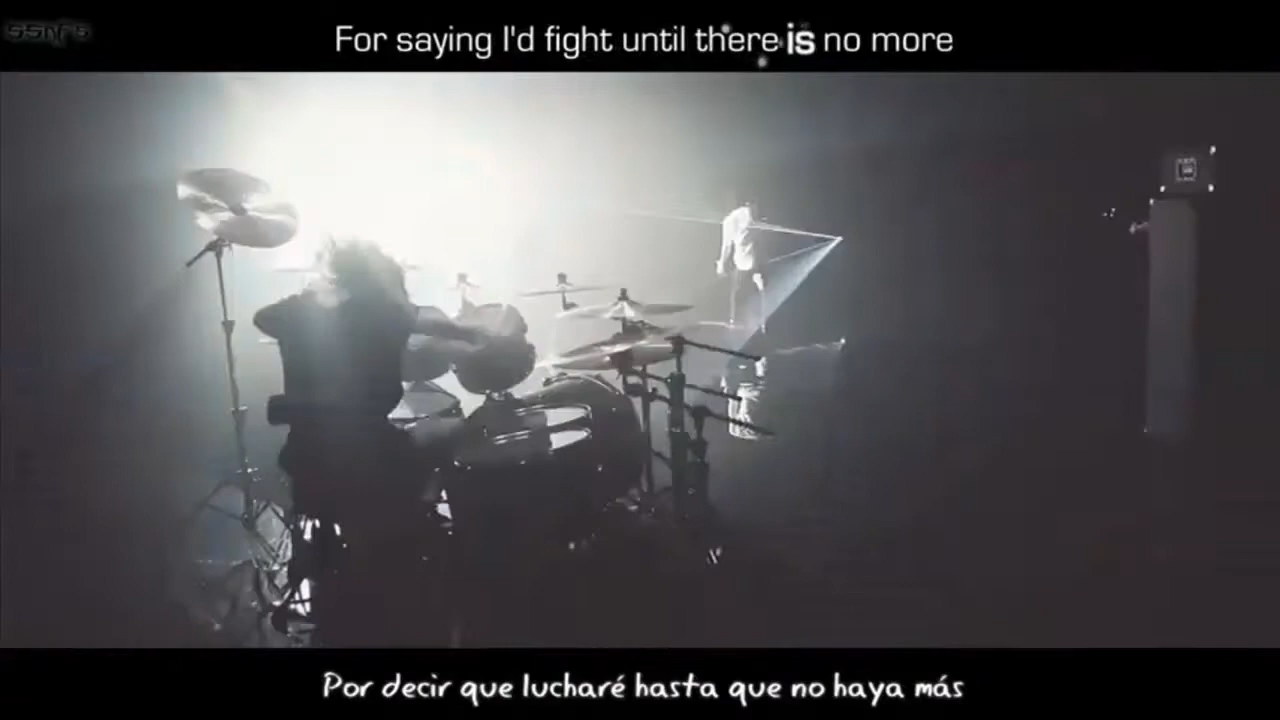 For saying I'd fight until there is no more
Por decir que lucharé hasta que no haya más